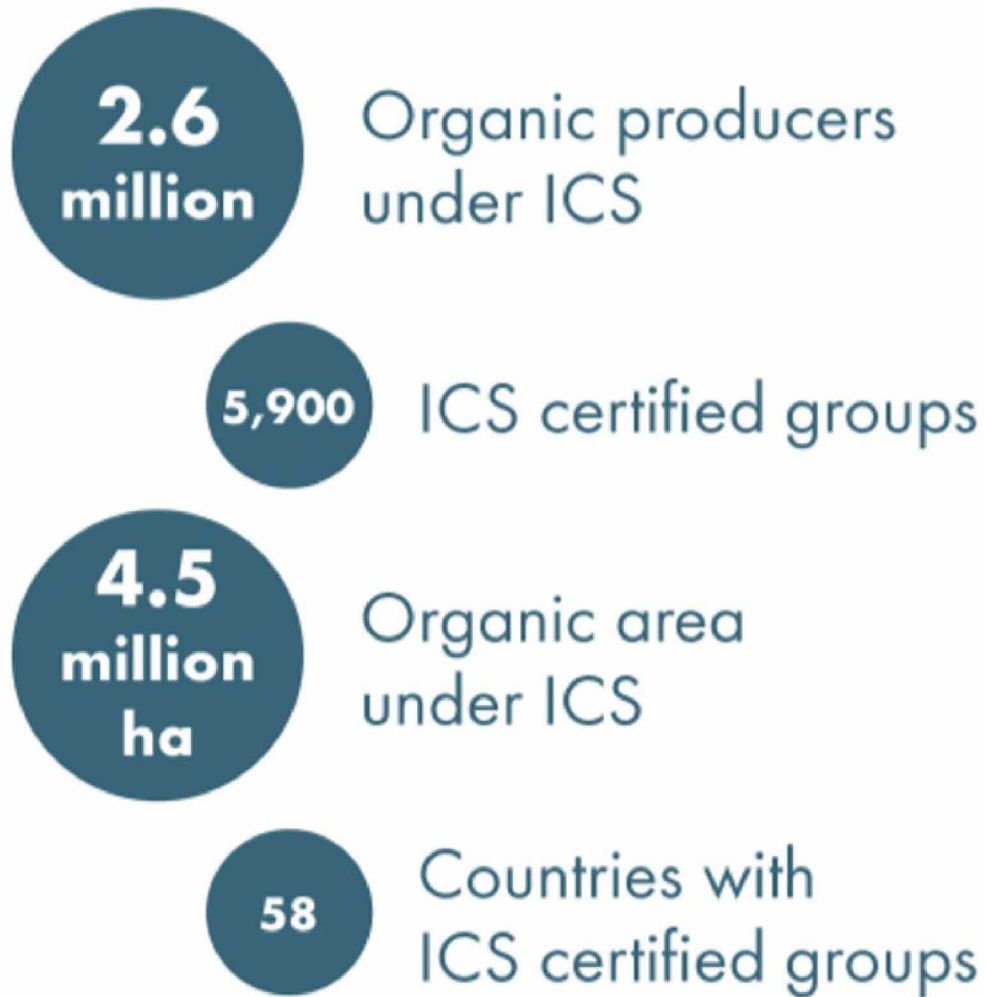 2.6
million
Organic producers
under ICS
5,900
ICS certified groups
4.5
million
ha
Organic area
under ICS
58
Countries with
ICS certified groups